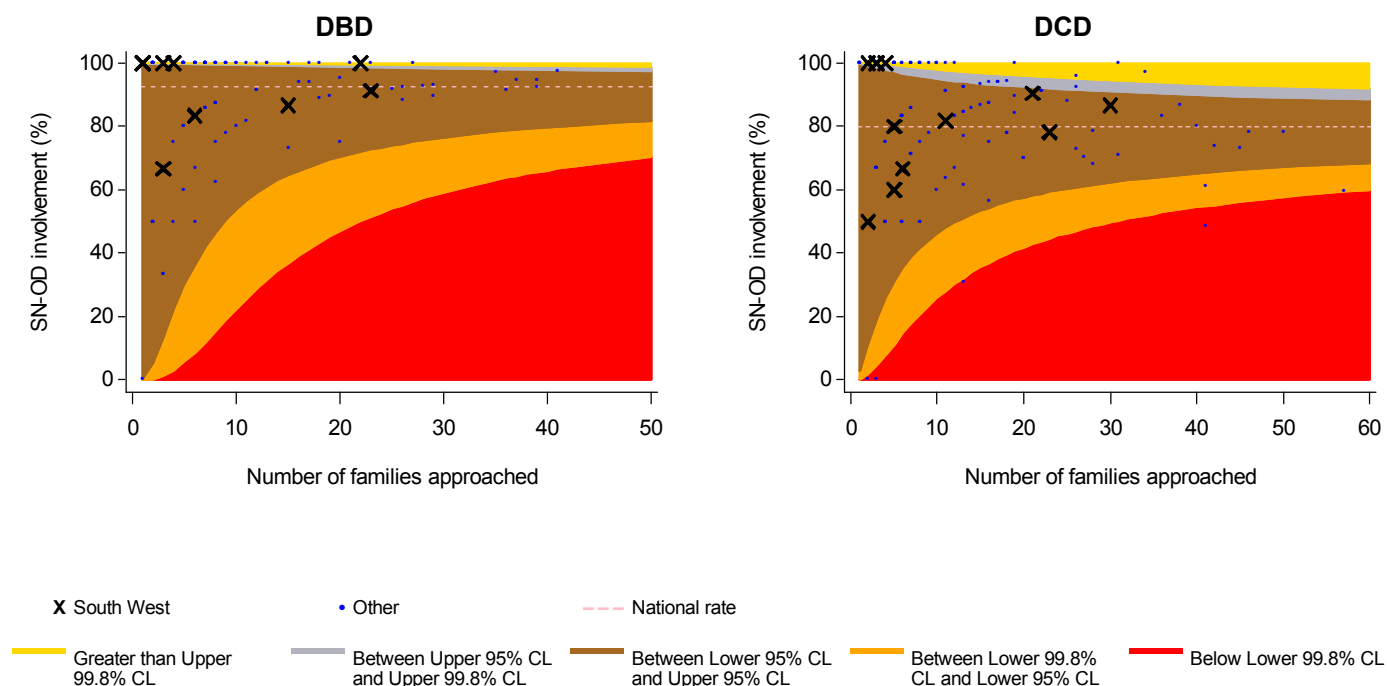 DBD
SN-OD involvement (%)
100
80
60
40
20
0
0 10 20 30 40 50
Number of families approached
DCD
SN-OD involvement (%)
100
80
60
40
20
0
0 10 20 30 40 50 60
Number of families approached
X South West
Other
National rate
Greater than Upper
99.8% CL
Between Upper 95% CL
and Upper 99.8% CL
Between Lower 95% CL
and Upper 95% CL
Between Lower 99.8%
CL and Lower 95% CL
Below Lower 99.8% CL